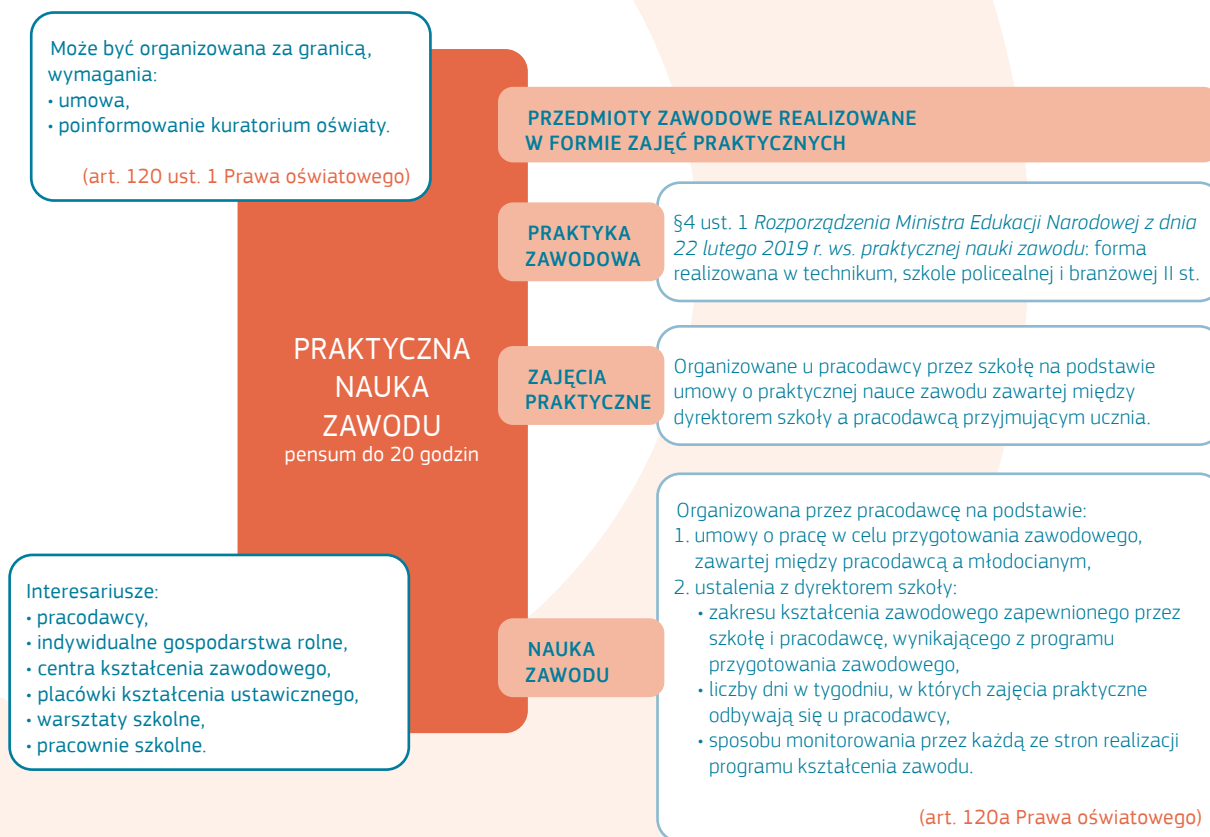 Może być organizowana za granicą,
wymagania:
• umowa,
• poinformowanie kuratorium oświaty.
(art. 120 ust. 1 Prawa oświatowego)
PRAKTYCZNA
NAUKA
ZAWODU
pensum do 20 godzin
Interesariusze:
• pracodawcy,
• indywidualne gospodarstwa rolne,
• centra kształcenia zawodowego,
• placówki kształcenia ustawicznego,
• warsztaty szkolne,
• pracownie szkolne.
PRZEDMIOTY ZAWODOWE REALIZOWANE
W FORMIE ZAJĘĆ PRAKTYCZNYCH
PRAKTYKA
ZAWODOWA
§4 ust. 1 Rozporządzenia Ministra Edukacji Narodowej z dnia
22 lutego 2019 r. ws. praktycznej nauki zawodu: forma
realizowana w technikum, szkole policealnej i branżowej II st.
ZAJĘCIA
PRAKTYCZNE
Organizowane u pracodawcy przez szkołę na podstawie
umowy o praktycznej nauce zawodu zawartej między
dyrektorem szkoły a pracodawcą przyjmującym ucznia.
NAUKA
ZAWODU
Organizowana przez pracodawcę na podstawie:
1. umowy o pracę w celu przygotowania zawodowego,
zawartej między pracodawcą a młodocianym,
2. ustalenia z dyrektorem szkoły:
• zakresu kształcenia zawodowego zapewnionego przez
szkołę i pracodawcę, wynikającego z programu
przygotowania zawodowego,
• liczby dni w tygodniu, w których zajęcia praktyczne
odbywają się u pracodawcy,
• sposobu monitorowania przez każdą ze stron realizacji
programu kształcenia zawodu.
(art. 120a Prawa oświatowego)